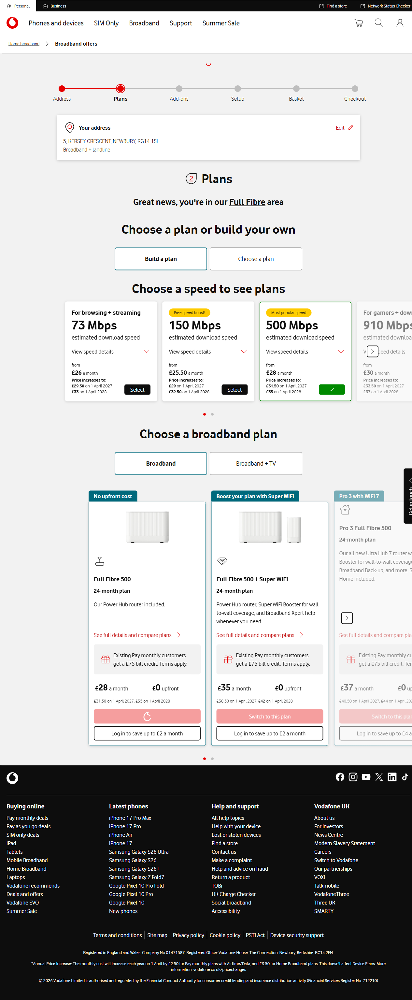 Personal
Business
Find a store
Network Status Checker
Phones and devices
SIM Only
Broadband
Support
Summer Sale
Home broadband
Broadband offers
Address
Plans
Add-ons
Setup
Basket
Checkout
Your address
Edit
5, KERSEY CRESCENT, NEWBURY, RG14 1SL
Broadband + landline
2 Plans
Great news, you're in our Full Fibre area
Choose a plan or build your own
Build a plan
Choose a plan
Choose a speed to see plans
For browsing + streaming
73 Mbps
estimated download speed
View speed details
from
£26 a month
Price increases to:
£29.50 on 1 April 2027
£33 on 1 April 2028
Select
Free speed boost!
150 Mbps
estimated download speed
View speed details
from
£25.50 a month
Price increases to:
£29 on 1 April 2027
£32.50 on 1 April 2028
Select
Most popular speed
500 Mbps
estimated download speed
View speed details
from
£28 a month
Price increases to:
£31.50 on 1 April 2027
£35 on 1 April 2028
For gamers +
910
estimated
details
from
£30 a month
Price increases to:
£33.50 on 1 April 2027
£37 on 1 April 2028
Choose a broadband plan
Broadband
Broadband + TV
Get in touch
No upfront cost
Full Fibre 500
24-month plan
Our Power Hub router included.
See full details and compare plans
Existing Pay monthly customers
get a £75 bill credit. Terms apply.
£28 a month
£0 upfront
£31.50 on 1 April 2027, £35 on 1 April 2028
Log in to save up to £2 a month
Boost your plan with Super WiFi
Full Fibre 500 + Super WiFi
24-month plan
Power Hub router, Super WiFi Booster for wall-
to-wall coverage, and Broadband Xpert help
whenever you need.
See full details and compare plans
Existing Pay monthly customers
get a £75 bill credit. Terms apply.
£35 a month
£0 upfront
£38.50 on 1 April 2027, £42 on 1 April 2028
Switch to this plan
Log in to save up to £2 a month
Pro 3 with WiFi 7
Pro 3 Full Fibre 500
24-month plan
Our all new Ultra Hub 7 router
Booster for wall-to-wall coverage
Broadband Back-up, and more.
Home included.
See full details and compare
Existing Pay monthly
get a £75 bill credit.
£37 a month
£0
£40.50 on 1 April 2027, £44 on 1 April
Switch to this plan
Log in to save up to £4 a
Buying online
Pay monthly deals
Pay as you go deals
SIM only deals
iPad
Tablets
Mobile Broadband
Home Broadband
Laptops
Vodafone recommends
Deals and offers
Vodafone EVO
Summer Sale
Latest phones
iPhone 17 Pro Max
iPhone 17 Pro
iPhone Air
iPhone 17
Samsung Galaxy S26 Ultra
Samsung Galaxy S26
Samsung Galaxy S26+
Samsung Galaxy Z Fold7
Google Pixel 10 Pro Fold
Google Pixel 10 Pro
Google Pixel 10
New phones
Help and support
All help topics
Help with your device
Lost or stolen devices
Find a store
Contact us
Make a complaint
Help and advice on fraud
Return a product
TOBi
UK Charge Checker
Social broadband
Accessibility
Vodafone UK
About us
For investors
News Centre
Modern Slavery Statement
Careers
Switch to Vodafone
Our partnerships
VOXI
Talkmobile
VodafoneThree
Three UK
SMARTY
Terms and conditions
Site map
Privacy policy
Cookie policy
PSTI Act
Device security support
Registered in England and Wales. Company No 01471587. Registered Office: Vodafone House, The Connection, Newbury, Berkshire, RG14 2FN.
*Annual Price Increase: The monthly cost will increase each year on 1 April by £2.50 for Pay monthly plans with Airtime/Data, and £3.50 for Home Broadband plans. This doesn't affect Device Plans. More
information: vodafone.co.uk/pricechanges
© 2026 Vodafone Limited is authorised and regulated by the Financial Conduct Authority for consumer credit lending and insurance distribution activity (Financial Services Register No. 712210)